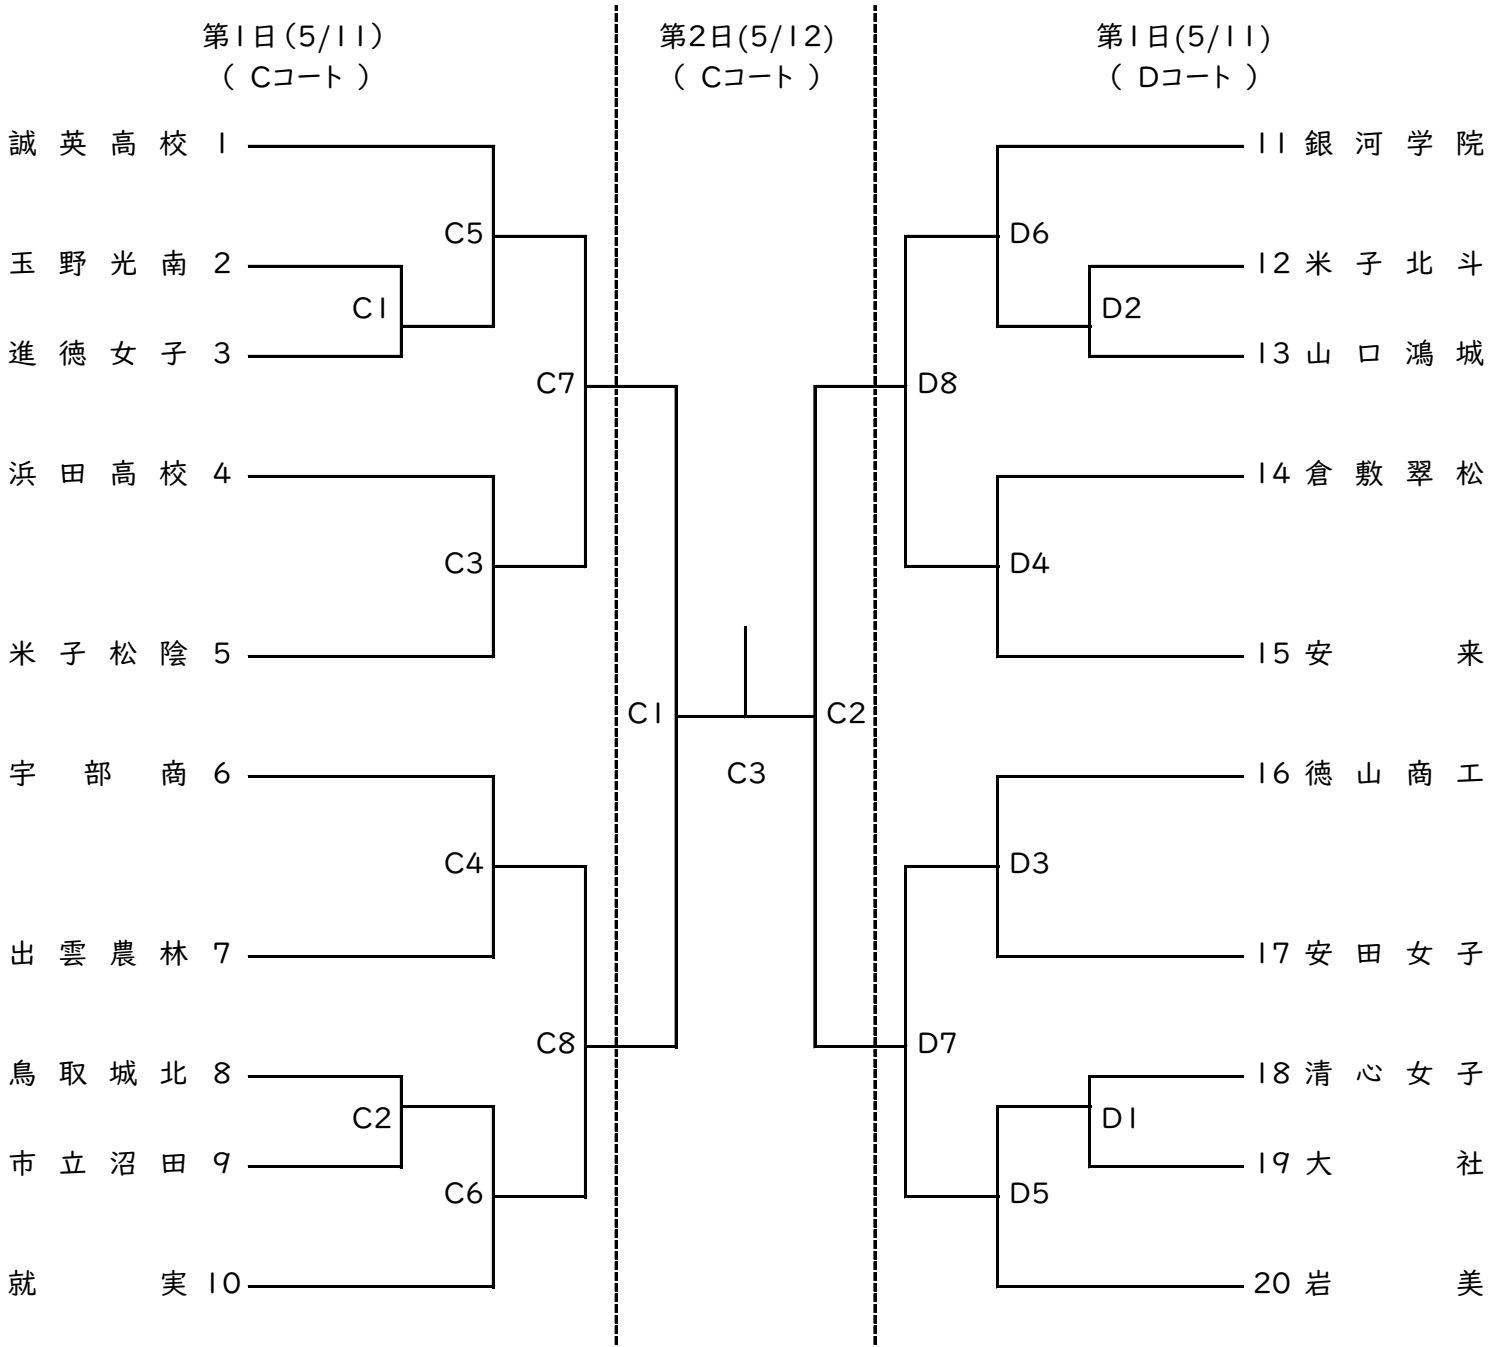 第1日(5/11)
( Cコート )
第2日(5/12)
( Cコート )
第1日(5/11)
( Dコート )
誠英高校 1
C5
玉野光南 2
C1
進徳女子 3
C7
浜田高校 4
C3
米子松陰 5
C1
宇部商 6
C4
出雲農林 7
C8
鳥取城北 8
C2
市立沼田 9
C6
就実 10
C3
C2
11 銀河学院
D6
12 米子北斗
D2
13 山口鴻城
D8
14 倉敷翠松
D4
15 安来
16 徳山商工
D3
17 安田女子
D7
18 清心女子
D1
19 大社
D5
20 岩美